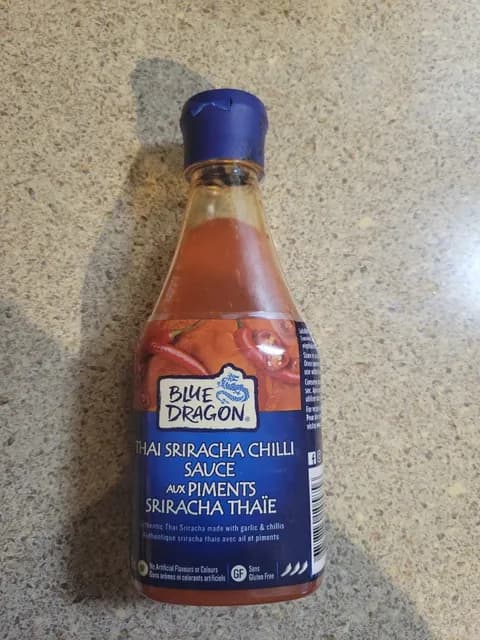 BLUE
DRAGON®
THAI SRIRACHA CHILLI
SAUCE
AUX PIMENTS
SRIRACHA THAÏE
Authentic Thai Sriracha made with garlic & chillis
Authentique sriracha thaïe avec ail et piments
No Artificial Flavours or Colours
Sans arômes et colorants artificiels
GF
Sans
Gluten Free